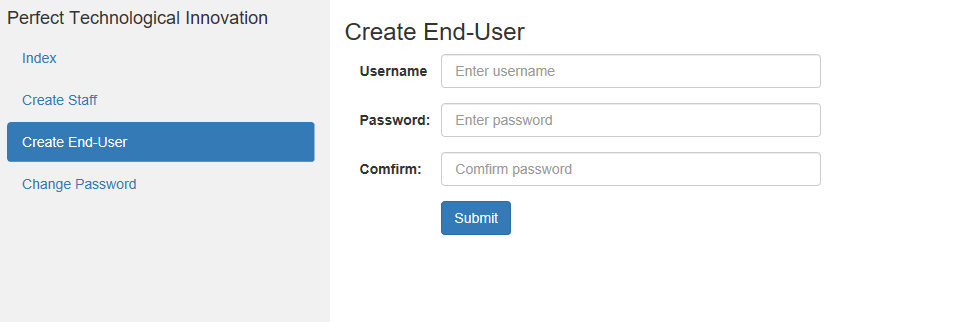 Perfect Technological Innovation
Index
Create Staff
Create End-User
Change Password
Create End-User
Username
Enter username
Password:
Enter password
Comfirm:
Comfirm password
Submit